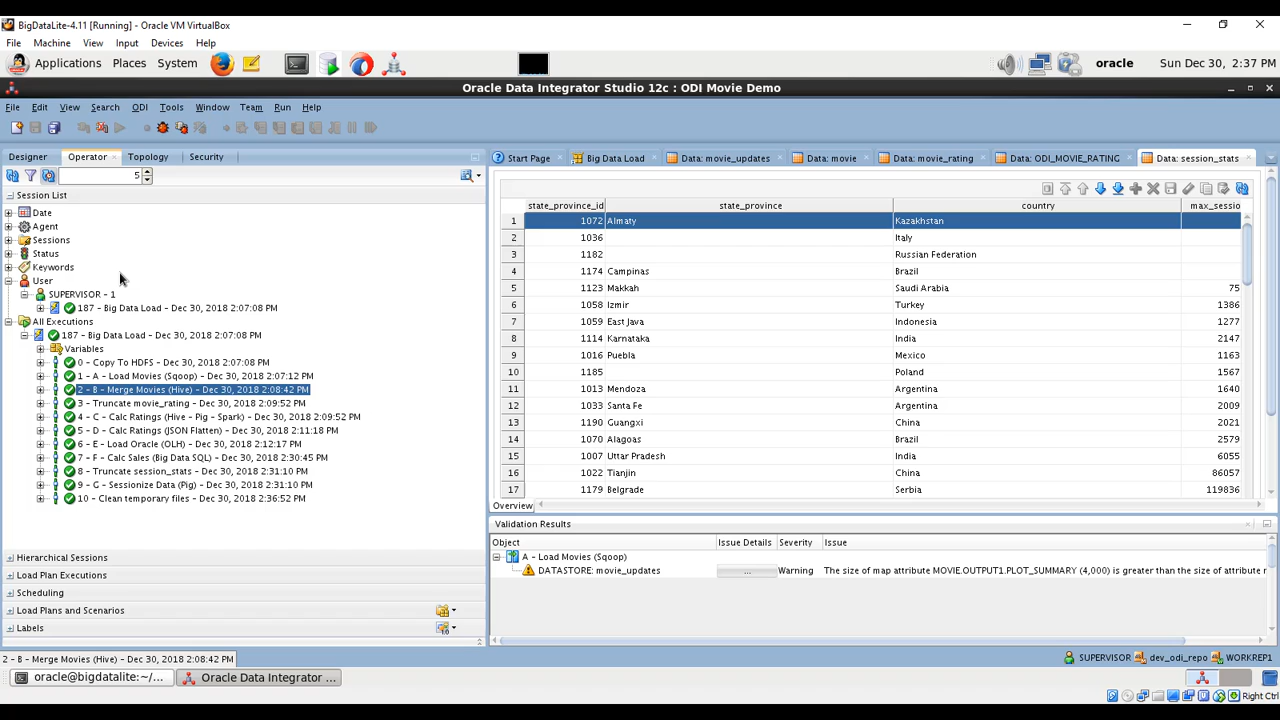 BigDataLite-4.11 [Running] - Oracle VM VirtualBox
File Machine View Input Devices Help
Applications Places System oracle Sun Dec 30, 2:37 PM
Oracle Data Integrator Studio 12c : ODI Movie Demo
File Edit View Search ODI Tools Window Team Run Help
Designer Operator Topology Security
Start Page Big Data Load Data: movie_updates Data: movie Data: movie_rating Data: ODI_MOVIE_RATING Data: session_stats
5
Session List
Date
Agent
Sessions
Status
Keywords
User
SUPERVISOR - 1
187 - Big Data Load - Dec 30, 2018 2:07:08 PM
All Executions
187 - Big Data Load - Dec 30, 2018 2:07:08 PM
Variables
0 - Copy To HDFS - Dec 30, 2018 2:07:08 PM
1 - A - Load Movies (Sqoop) - Dec 30, 2018 2:07:12 PM
2 - B - Merge Movies (Hive) - Dec 30, 2018 2:08:42 PM
3 - Truncate movie_rating - Dec 30, 2018 2:09:52 PM
4 - C - Calc Ratings (Hive - Pig - Spark) - Dec 30, 2018 2:09:52 PM
5 - D - Calc Ratings (JSON Flatten) - Dec 30, 2018 2:11:18 PM
6 - E - Load Oracle (OLH) - Dec 30, 2018 2:12:17 PM
7 - F - Calc Sales (Big Data SQL) - Dec 30, 2018 2:30:45 PM
8 - Truncate session_stats - Dec 30, 2018 2:31:10 PM
9 - G - Sessionize Data (Pig) - Dec 30, 2018 2:31:10 PM
10 - Clean temporary files - Dec 30, 2018 2:36:52 PM
Hierarchical Sessions
Load Plan Executions
Scheduling
Load Plans and Scenarios
Labels
state_province_id state_province country max_sessio
1 1072 Almaty Kazakhstan
2 1036 Italy
3 1182 Russian Federation
4 1174 Campinas Brazil
5 1123 Makkah Saudi Arabia 75
6 1058 Izmir Turkey 1386
7 1059 East Java Indonesia 1277
8 1114 Karnataka India 2147
9 1016 Puebla Mexico 1163
10 1185 Poland 1567
11 1013 Mendoza Argentina 1640
12 1033 Santa Fe Argentina 2009
13 1190 Guangxi China 2021
14 1070 Alagoas Brazil 2579
15 1007 Uttar Pradesh India 6055
16 1022 Tianjin China 86057
17 1179 Belgrade Serbia 119836
Overview
Validation Results
Object Issue Details Severity Issue
A - Load Movies (Sqoop)
DATASTORE: movie_updates ... Warning The size of map attribute MOVIE.OUTPUT1.PLOT_SUMMARY (4,000) is greater than the size of attribute r
2 - B - Merge Movies (Hive) - Dec 30, 2018 2:08:42 PM
SUPERVISOR dev_odi_repo WORKREP1
oracle@bigdatalite:~/... Oracle Data Integrator ...
Right Ctrl